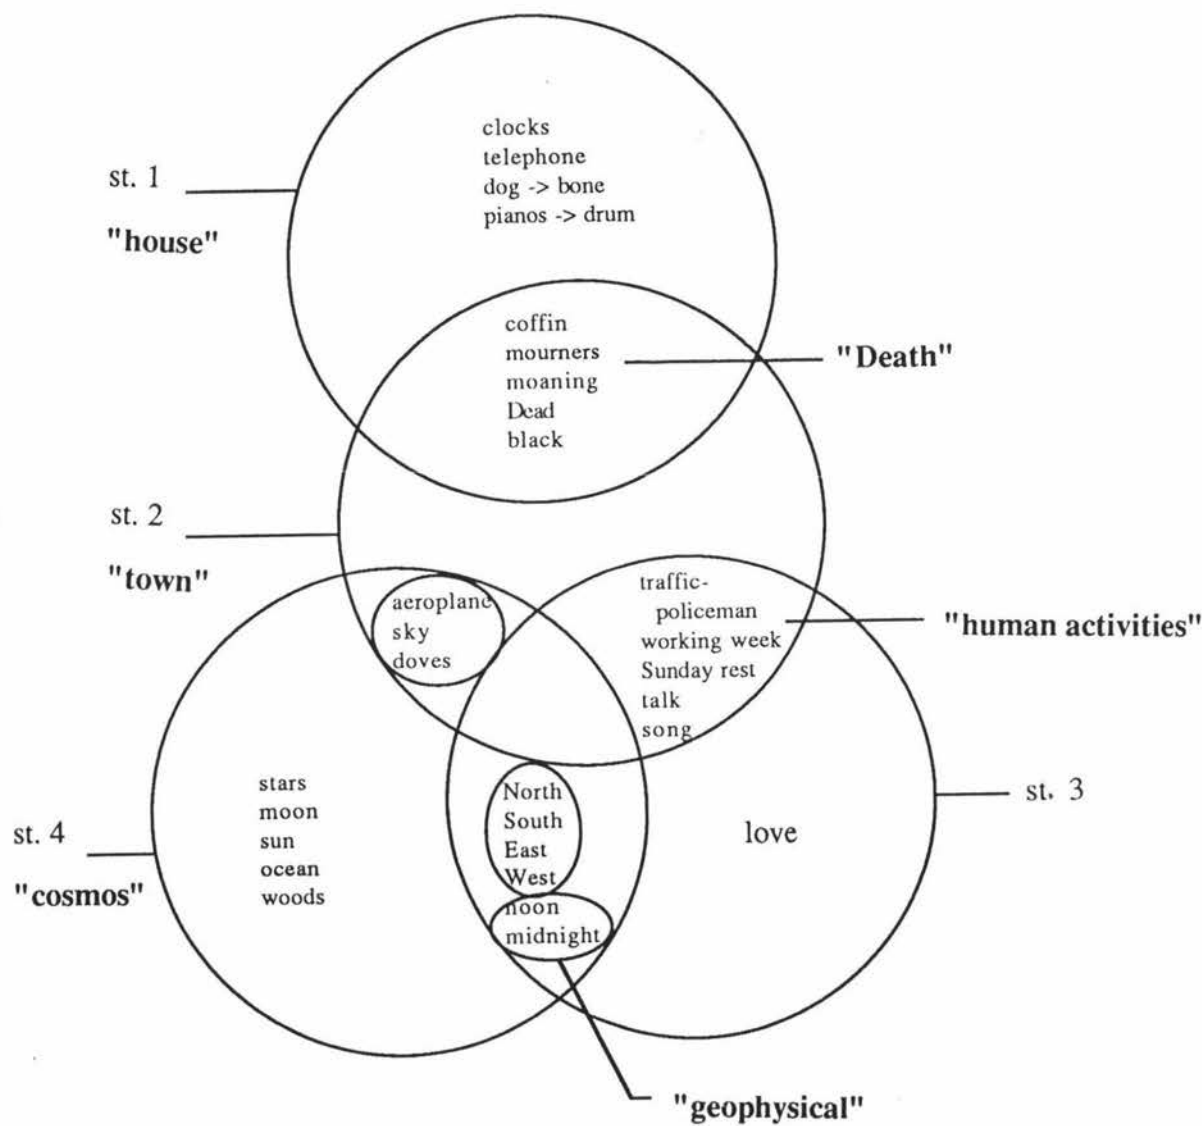 clocks
telephone
dog -> bone
pianos -> drum
st. 1
"house"
coffin
mourners
moaning
Dead
black
"Death"
st. 2
"town"
aeroplane
sky
doves
traffic-
policeman
working week
Sunday rest
talk
song
"human activities"
stars
moon
sun
ocean
woods
st. 4
"cosmos"
North
South
East
West
noon
midnight
love
st. 3
"geophysical"